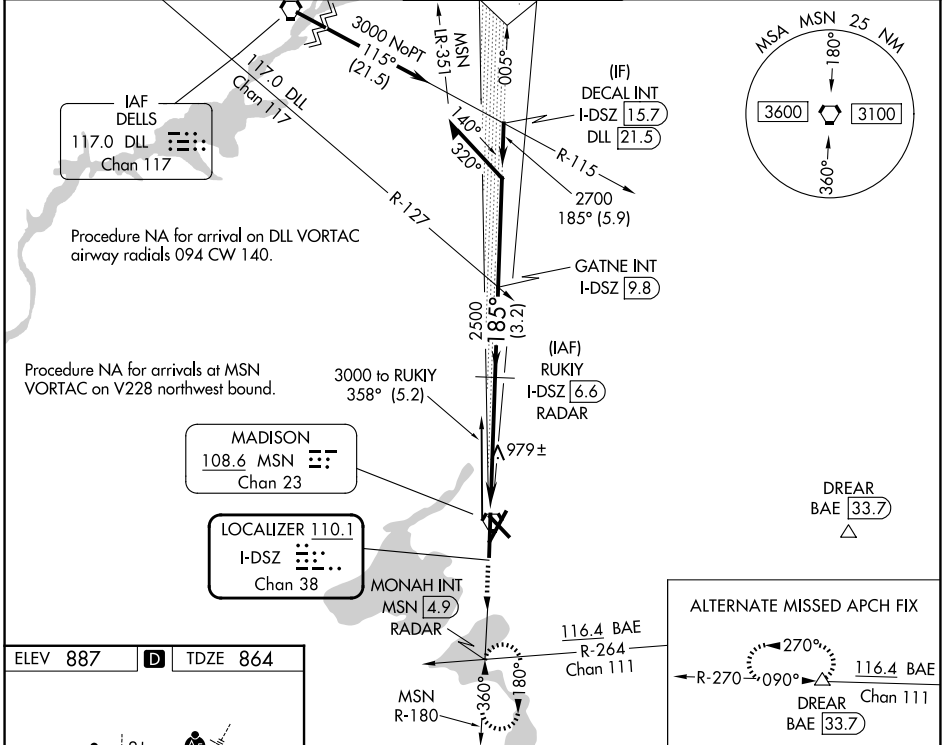 3000 NoPT
115°
(21.5)
117.0 DLL
Chan 117
MSN
LR-351
005°
MSA MSN 25 NM
180°
3600
3100
360°
IAF
DELLS
117.0 DLL
Chan 117
(IF)
DECAL INT
I-DSZ 15.7
DLL 21.5
140°
320°
R-115
2700
185° (5.9)
R-127
Procedure NA for arrival on DLL VORTAC
airway radials 094 CW 140.
GATNE INT
I-DSZ 9.8
2500
185°
(3.2)
(IAF)
RUKIY
I-DSZ 6.6
RADAR
Procedure NA for arrivals at MSN
VORTAC on V228 northwest bound.
3000 to RUKIY
358° (5.2)
979±
MADISON
108.6 MSN
Chan 23
DREAR
BAE 33.7
LOCALIZER 110.1
I-DSZ
Chan 38
MONAH INT
MSN 4.9
RADAR
116.4 BAE
R-264
Chan 111
360°
180°
MSN
R-180
ALTERNATE MISSED APCH FIX
270°
R-270
090°
116.4 BAE
Chan 111
DREAR
BAE 33.7
ELEV 887
D
TDZE 864